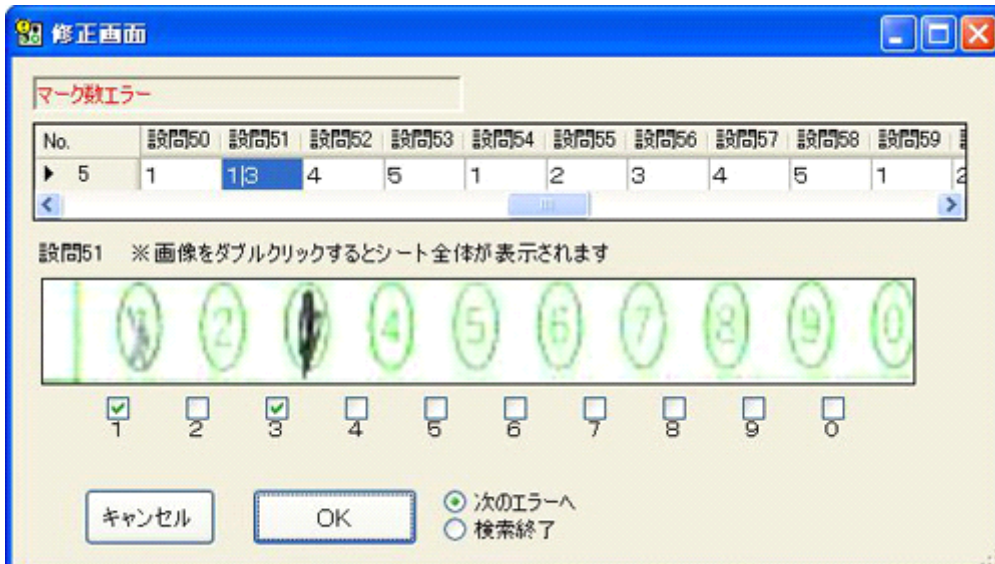 修正画面
マーク数エラー
No. 設問50 設問51 設問52 設問53 設問54 設問55 設問56 設問57 設問58 設問59
5 1 1|3 4 5 1 2 3 4 5 1 2
設問51 ※画像をダブルクリックするとシート全体が表示されます
1 2 4 5 6 7 8 9 0
1 2 3 4 5 6 7 8 9 0
キャンセル OK 次のエラーへ
検索終了